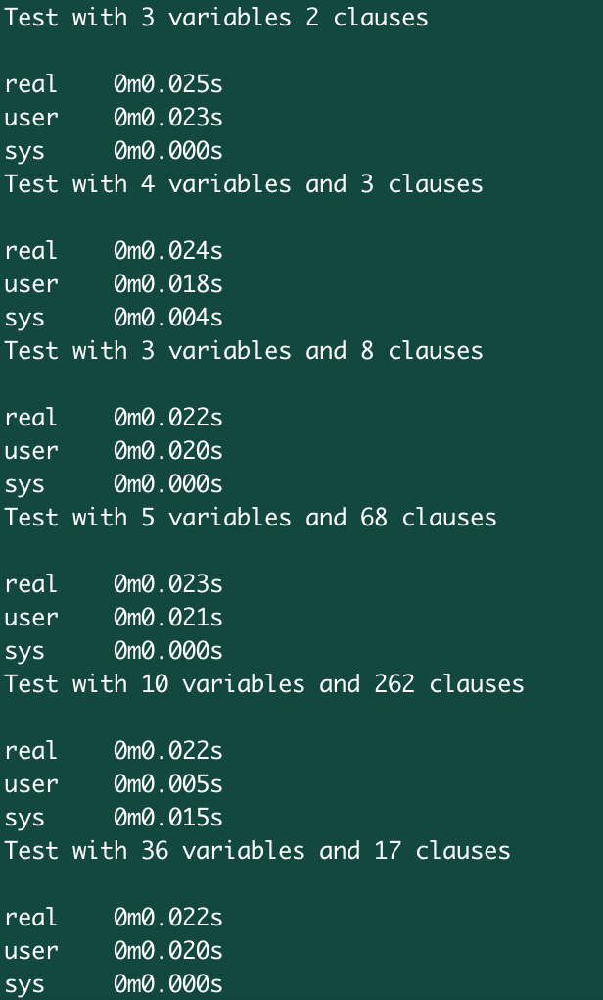 Test with 3 variables 2 clauses
real 0m0.025s
user 0m0.023s
sys 0m0.000s
Test with 4 variables and 3 clauses
real 0m0.024s
user 0m0.018s
sys 0m0.004s
Test with 3 variables and 8 clauses
real 0m0.022s
user 0m0.020s
sys 0m0.000s
Test with 5 variables and 68 clauses
real 0m0.023s
user 0m0.021s
sys 0m0.000s
Test with 10 variables and 262 clauses
real 0m0.022s
user 0m0.005s
sys 0m0.015s
Test with 36 variables and 17 clauses
real 0m0.022s
user 0m0.020s
sys 0m0.000s